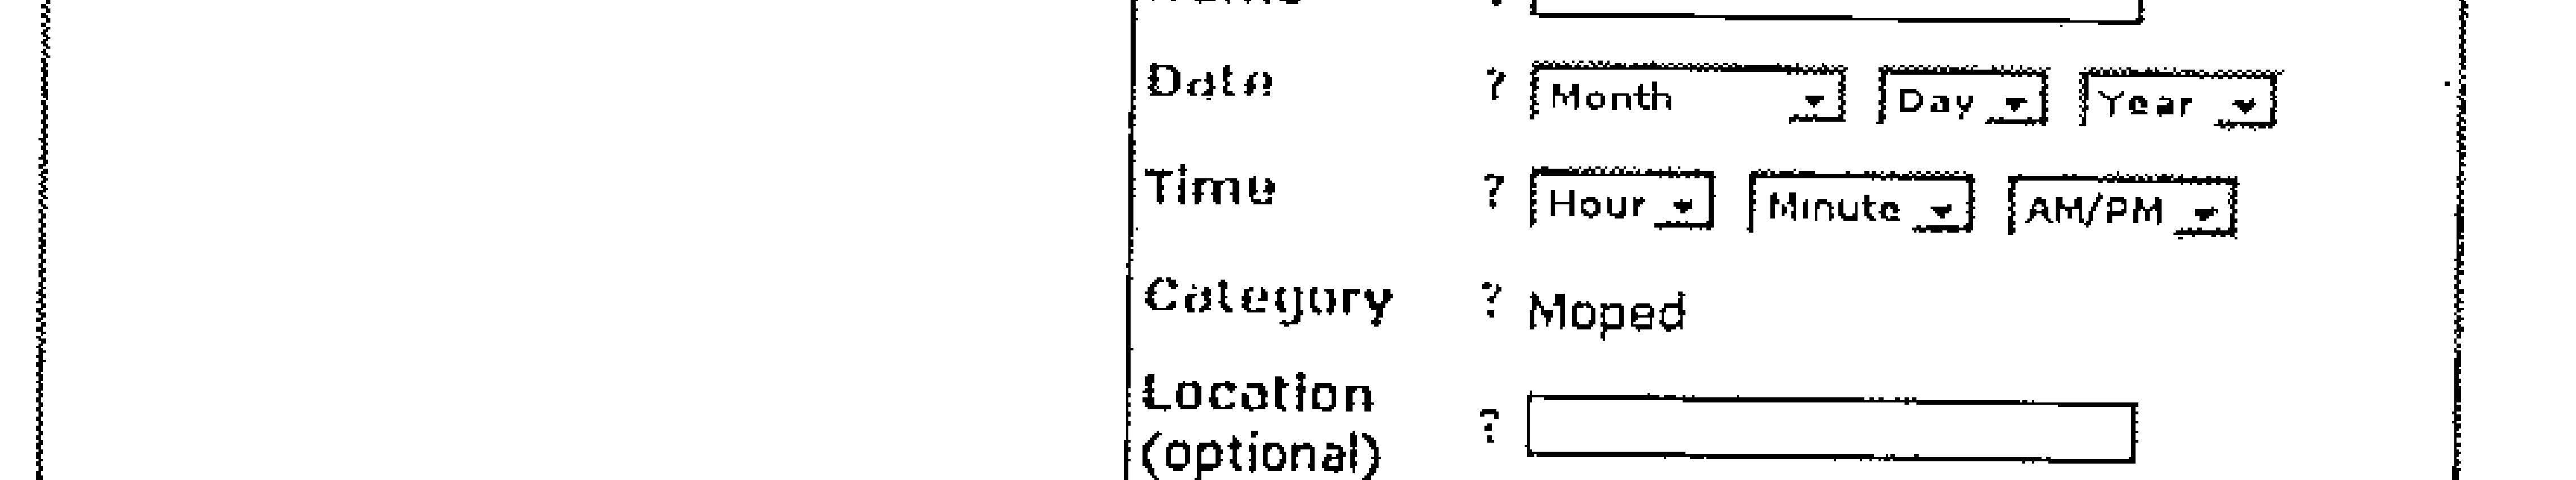 Date ? Month Day Year
Time ? Hour Minute AM/PM
Category ? Moped
Location
(optional) ?